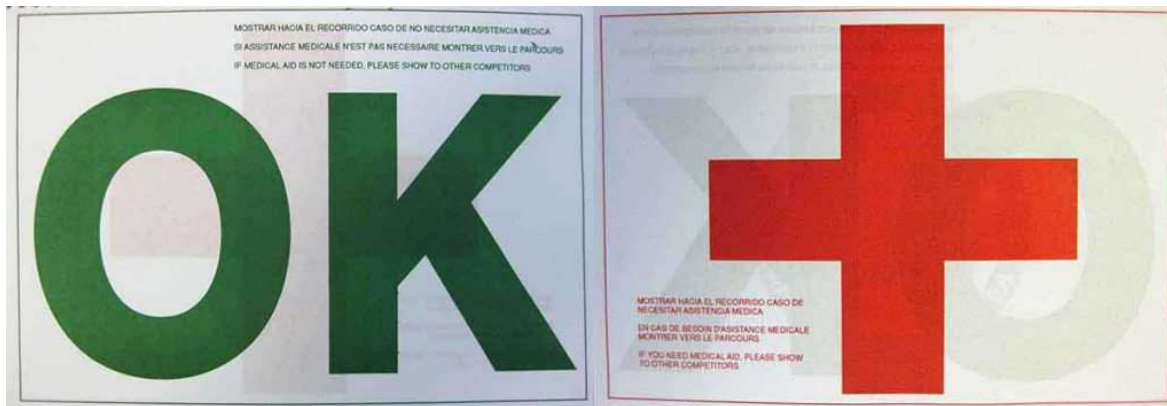 MOSTRAR HACIA EL RECORRIDO CASO DE NO NECESITAR ASISTENCIA MEDICA
SI ASSISTANCE MEDICALE N'EST PAS NECESSAIRE MONTRER VERS LE PARCOURS
IF MEDICAL AID IS NOT NEEDED, PLEASE SHOW TO OTHER COMPETITORS
OK
MOSTRAR HACIA EL RECORRIDO CASO DE
NECESITAR ASISTENCIA MEDICA
EN CAS DE BESOIN D'ASISTANCE MEDICALE
MONTRER VERS LE PARCOURS
IF YOU NEED MEDICAL AID, PLEASE SHOW
TO OTHER COMPETITORS